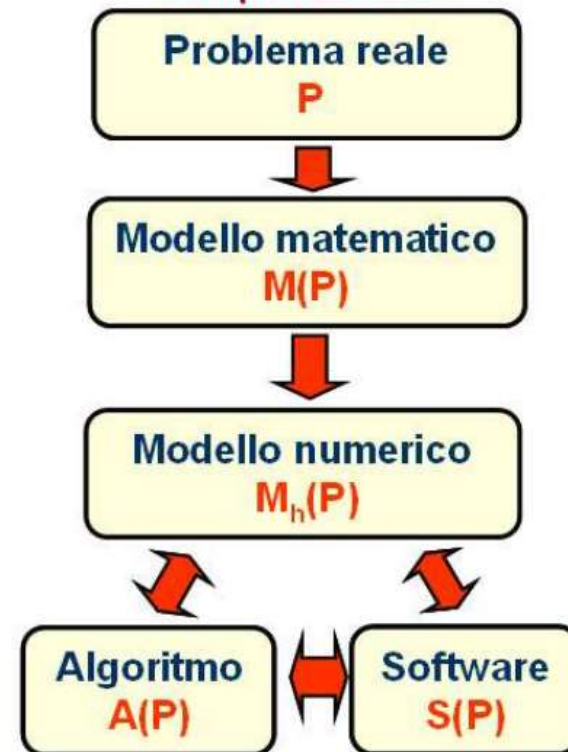 Problema reale
P
Modello matematico
M(P)
Modello numerico
Mₕ(P)
Algoritmo
A(P)
Software
S(P)